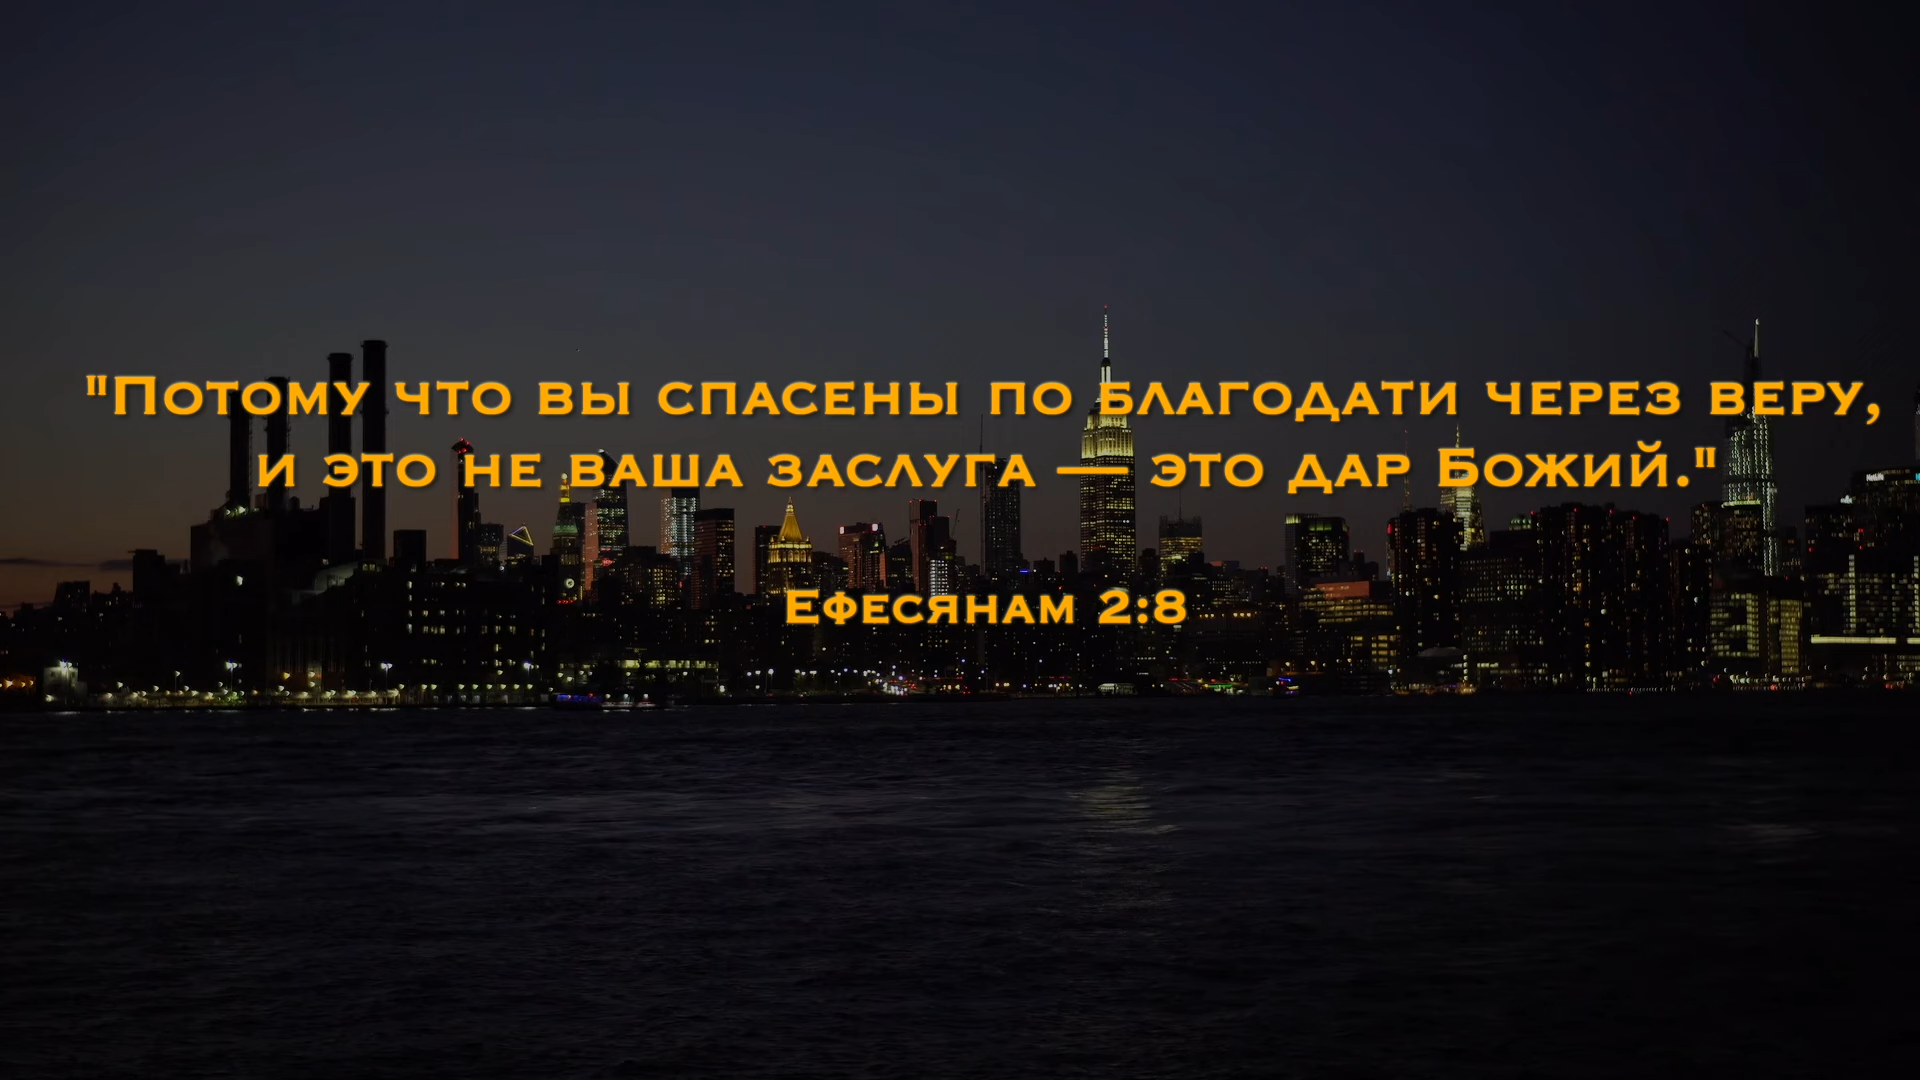 "Потому что вы спасены по благодати через веру,
и это не ваша заслуга — это дар Божий."
Ефесянам 2:8